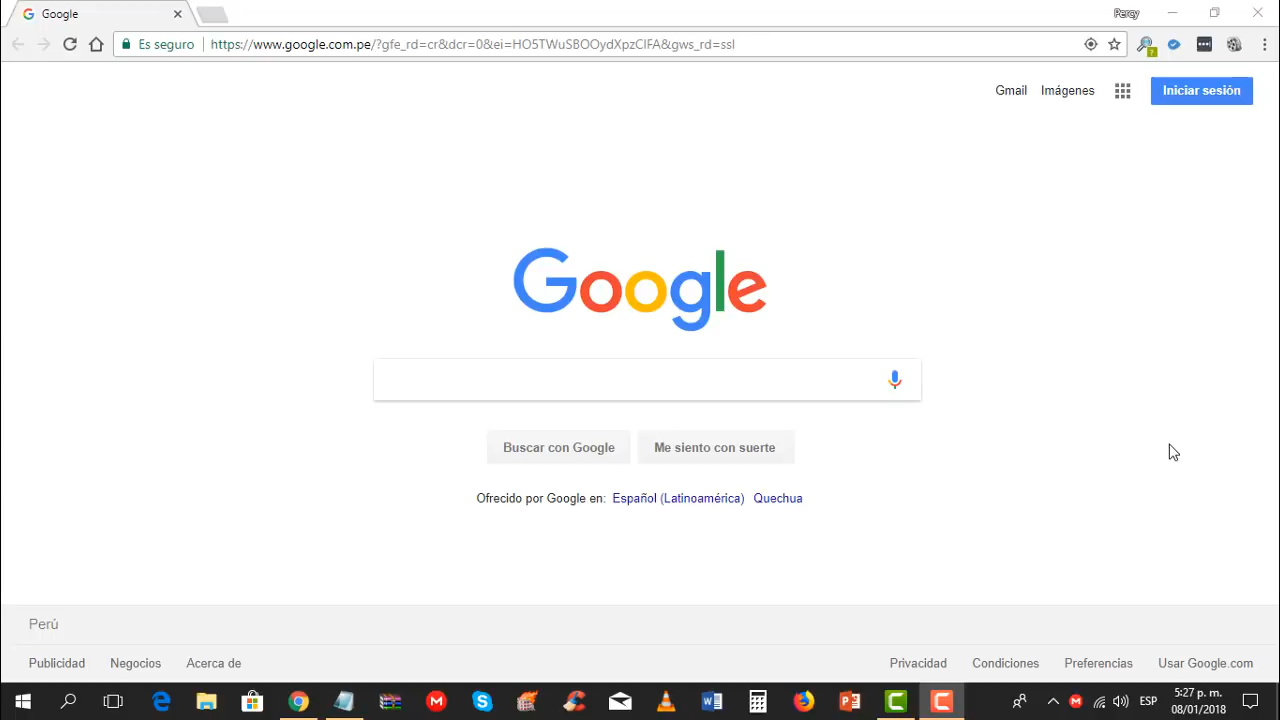 Google
Percy
Es seguro
https://www.google.com.pe/?gfe_rd=cr&dcr=0&ei=HO5TWuSBOOydXpzCIFA&gws_rd=ssl
Gmail Imágenes Iniciar sesión
Google
Buscar con Google Me siento con suerte
Ofrecido por Google en: Español (Latinoamérica) Quechua
Perú
Publicidad Negocios Acerca de Privacidad Condiciones Preferencias Usar Google.com
ESP
5:27 p. m.
08/01/2018